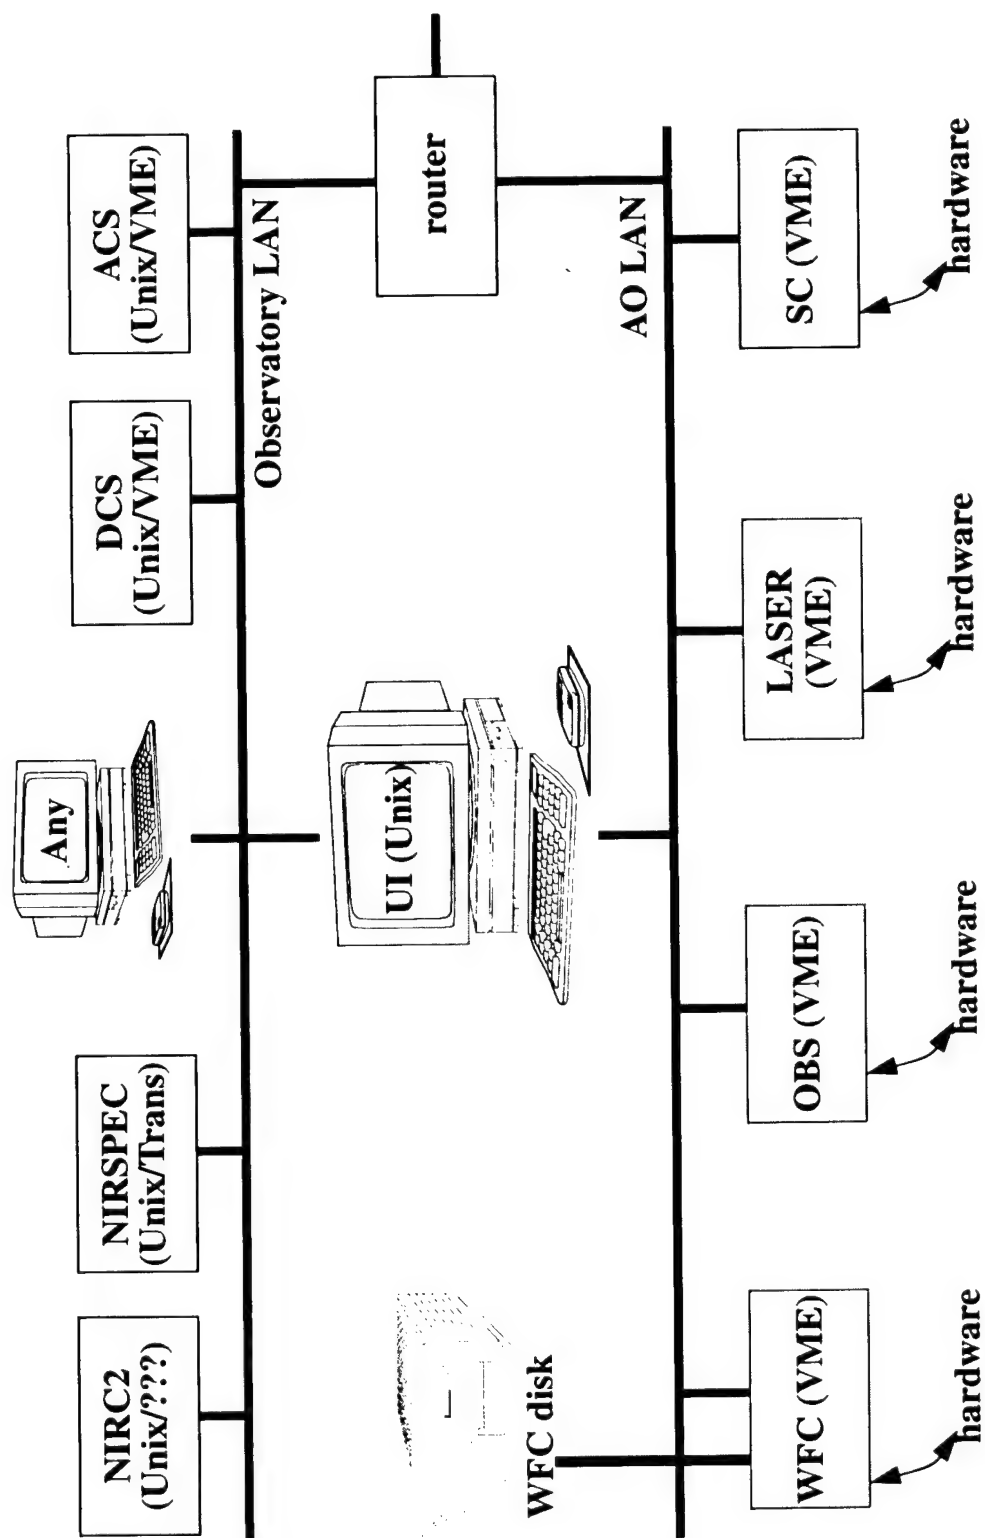 NIRC2
(Unix/???)
NIRSPEC
(Unix/Trans)
Any
DCS
(Unix/VME)
ACS
(Unix/VME)
Observatory LAN
UI (Unix)
router
WFC disk
AO LAN
WFC (VME)
OBS (VME)
LASER
(VME)
SC (VME)
hardware
hardware
hardware
hardware